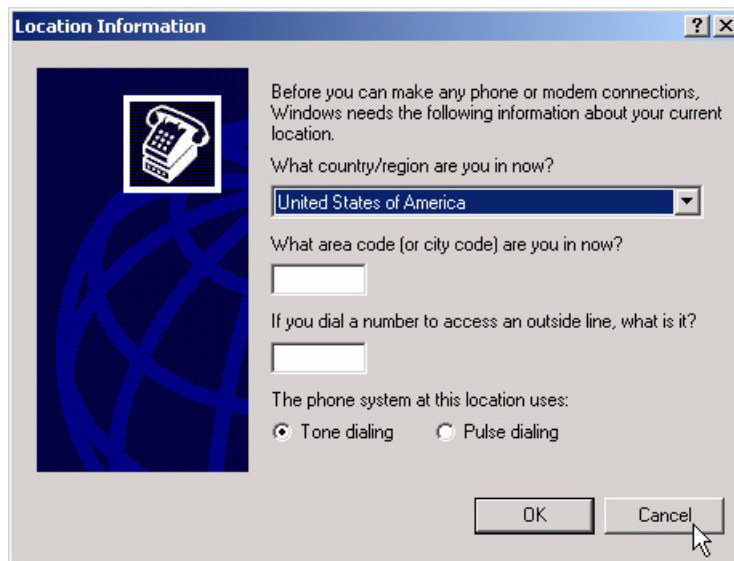 Location Information
Before you can make any phone or modem connections,
Windows needs the following information about your current
location.
What country/region are you in now?
United States of America
What area code (or city code) are you in now?
If you dial a number to access an outside line, what is it?
The phone system at this location uses:
Tone dialing Pulse dialing
OK Cancel